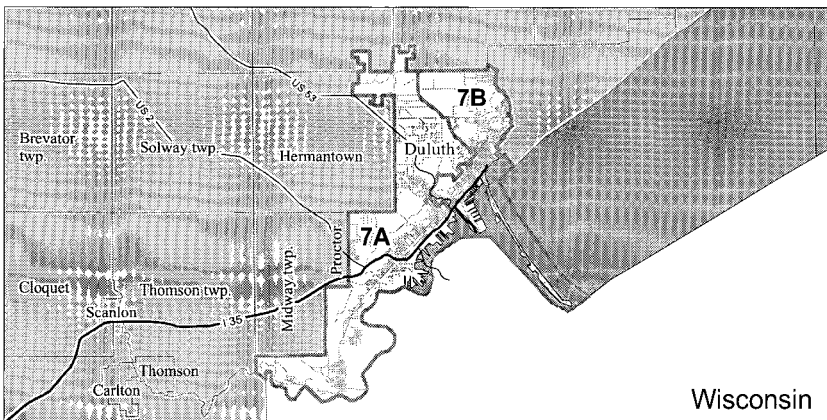 US 53
7B
US 2
Brevator
twp.
Solway twp.
Hermantown
Duluth
7A
Proctor
Midway twp.
Cloquet
Thomson twp.
Scanlon
I 35
Thomson
Carlton
Wisconsin